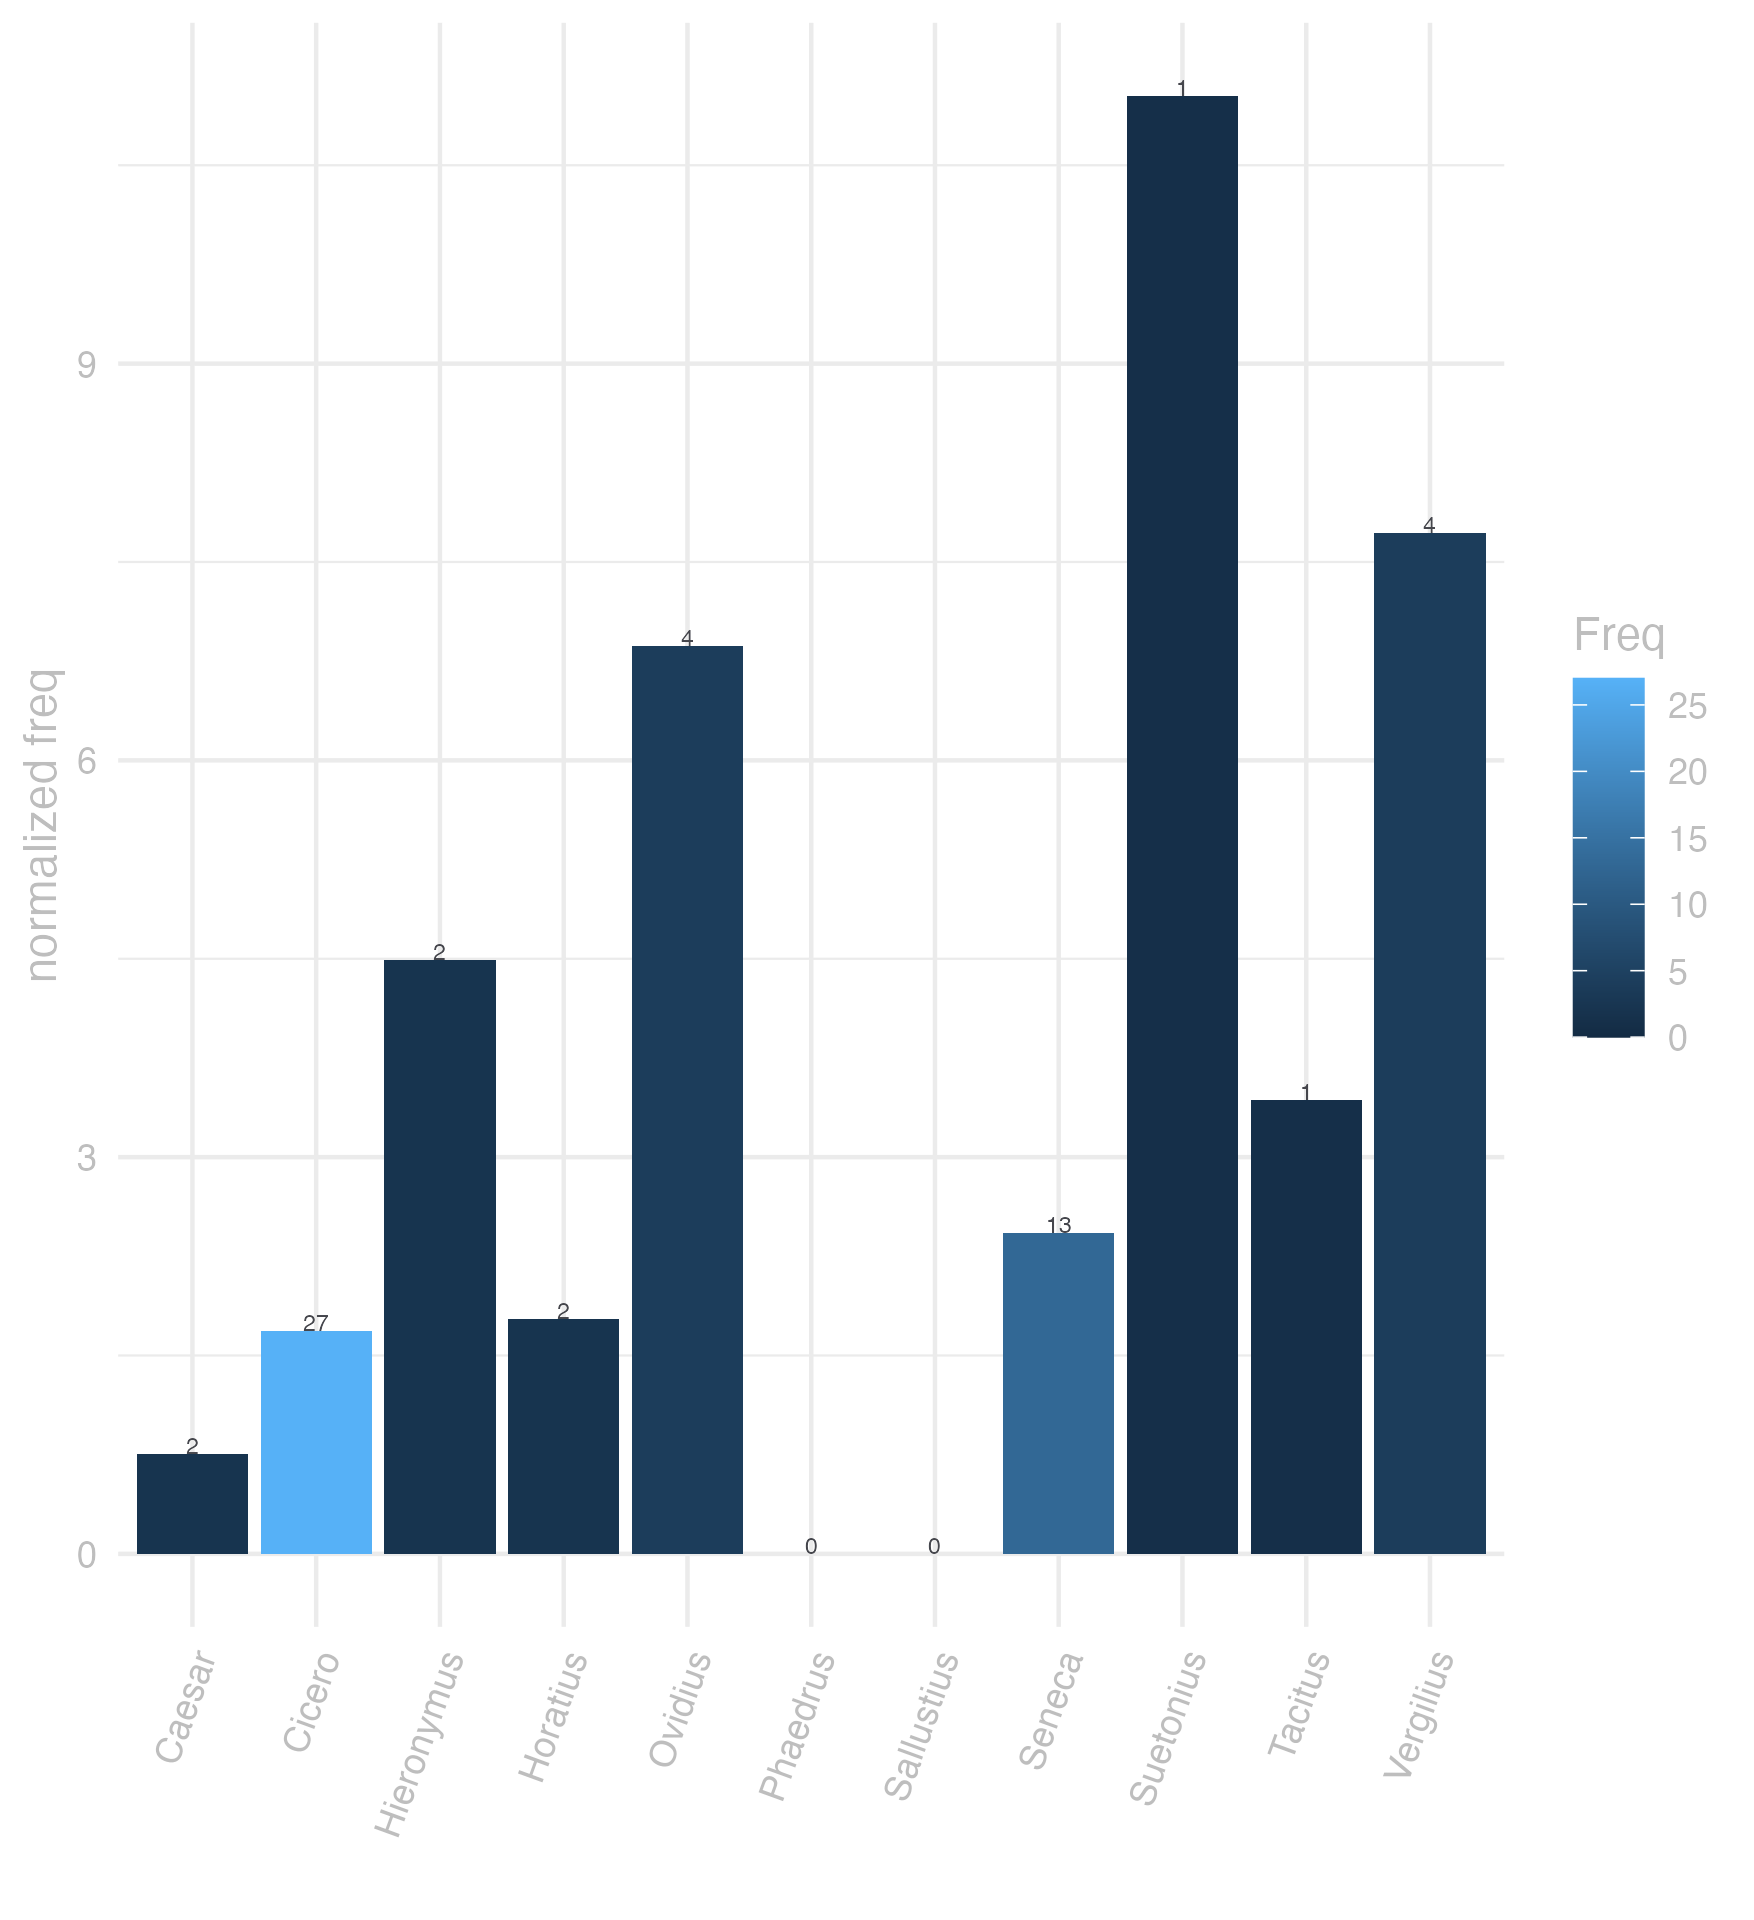 1
9
4
4
Freq
25
20
15
10
5
0
normalized freq
6
2
1
3
13
2
27
2
0
0
0
Caesar
Cicero
Hieronymus
Horatius
Ovidius
Phaedrus
Sallustius
Seneca
Suetonius
Tacitus
Vergilius